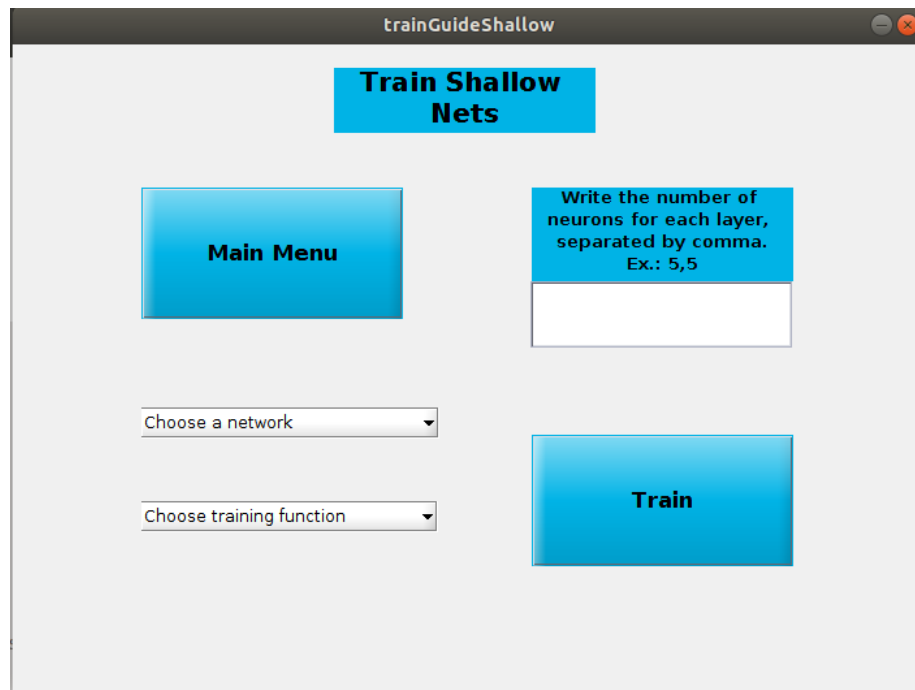 trainGuideShallow
Train Shallow
Nets
Main Menu
Write the number of
neurons for each layer,
separated by comma.
Ex.: 5,5
Choose a network
Choose training function
Train